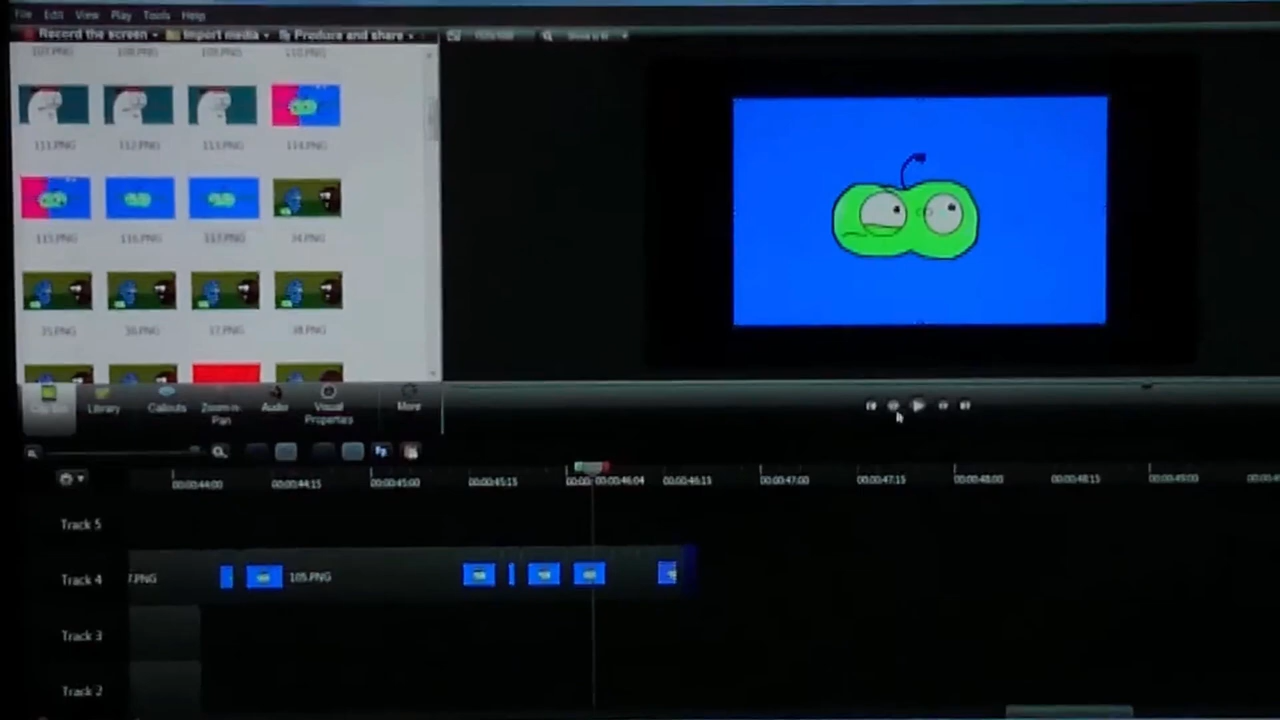 File Edit View Play Tools Help
Record the screen Import media Produce and share
107.PNG 108.PNG 109.PNG 110.PNG
111.PNG 112.PNG 113.PNG 114.PNG
115.PNG 116.PNG 117.PNG 34.PNG
35.PNG 36.PNG 37.PNG 38.PNG
Clip Bin Library Callouts Zoom-n-Pan Audio Visual Properties More
00:00:44:00 00:00:44:15 00:00:45:00 00:00:45:15 00:00:46:04 00:00:46:15 00:00:47:00 00:00:47:15 00:00:48:00 00:00:48:15 00:00:49:00
Track 5
Track 4 7.PNG 105.PNG
Track 3
Track 2